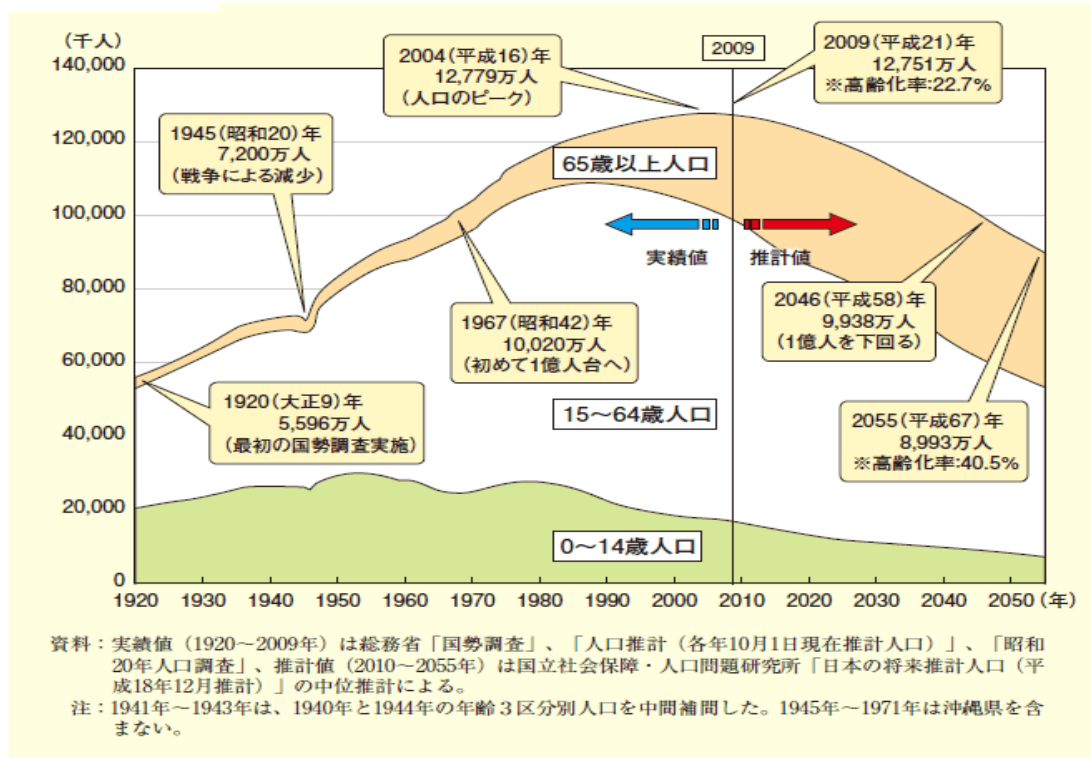 （千人）
140,000
120,000
100,000
80,000
60,000
40,000
20,000
0
2004（平成16）年
12,779万人
（人口のピーク）
2009
2009（平成21）年
12,751万人
※高齢化率：22.7%
1945（昭和20）年
7,200万人
（戦争による減少）
65歳以上人口
実績値
推計値
1967（昭和42）年
10,020万人
（初めて1億人台へ）
2046（平成58）年
9,938万人
（1億人を下回る）
1920（大正9）年
5,596万人
（最初の国勢調査実施）
15～64歳人口
2055（平成67）年
8,993万人
※高齢化率：40.5%
0～14歳人口
1920 1930 1940 1950 1960 1970 1980 1990 2000 2010 2020 2030 2040 2050（年）
資料：実績値（1920～2009年）は総務省「国勢調査」、「人口推計（各年10月1日現在推計人口）」、「昭和
20年人口調査」、推計値（2010～2055年）は国立社会保障・人口問題研究所「日本の将来推計人口（平
成18年12月推計）」の中位推計による。
注：1941年～1943年は、1940年と1944年の年齢３区分別人口を中間補間した。1945年～1971年は沖縄県を含
まない。